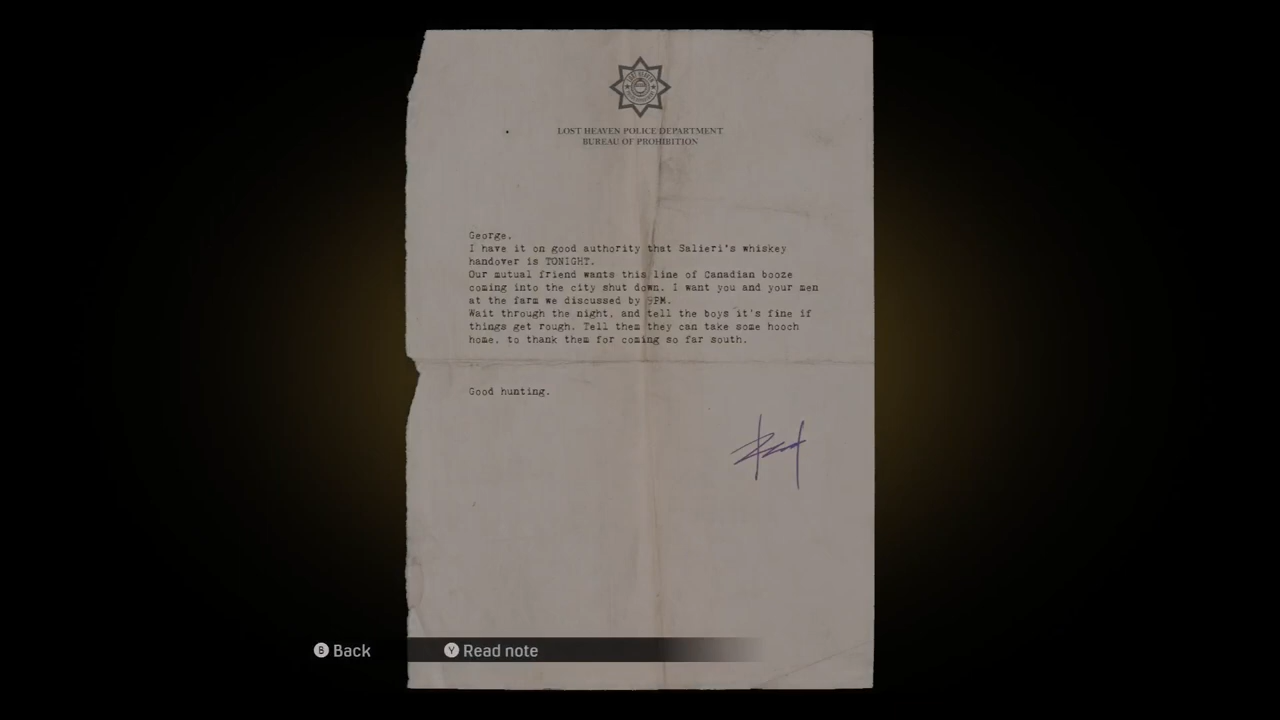 LOST HEAVEN
LOST HEAVEN POLICE DEPARTMENT
BUREAU OF PROHIBITION
George.
I have it on good authority that Salieri's whiskey
handover is TONIGHT.
Our mutual friend wants this line of Canadian booze
coming into the city shut down. I want you and your men
at the farm we discussed by 9PM.
Wait through the night, and tell the boys it's fine if
things get rough. Tell them they can take some hooch
home, to thank them for coming so far south.
Good hunting.
B Back
Y Read note